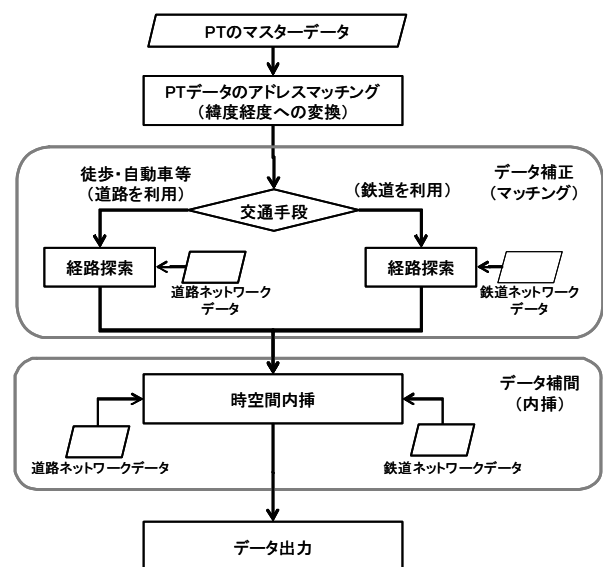 PTのマスターデータ
PTデータのアドレスマッチング
(緯度経度への変換)
徒歩・自動車等
(道路を利用)
(鉄道を利用)
データ補正
(マッチング)
交通手段
経路探索
道路ネットワーク
データ
経路探索
鉄道ネットワーク
データ
時空間内挿
データ補間
(内挿)
道路ネットワークデータ
鉄道ネットワークデータ
データ出力